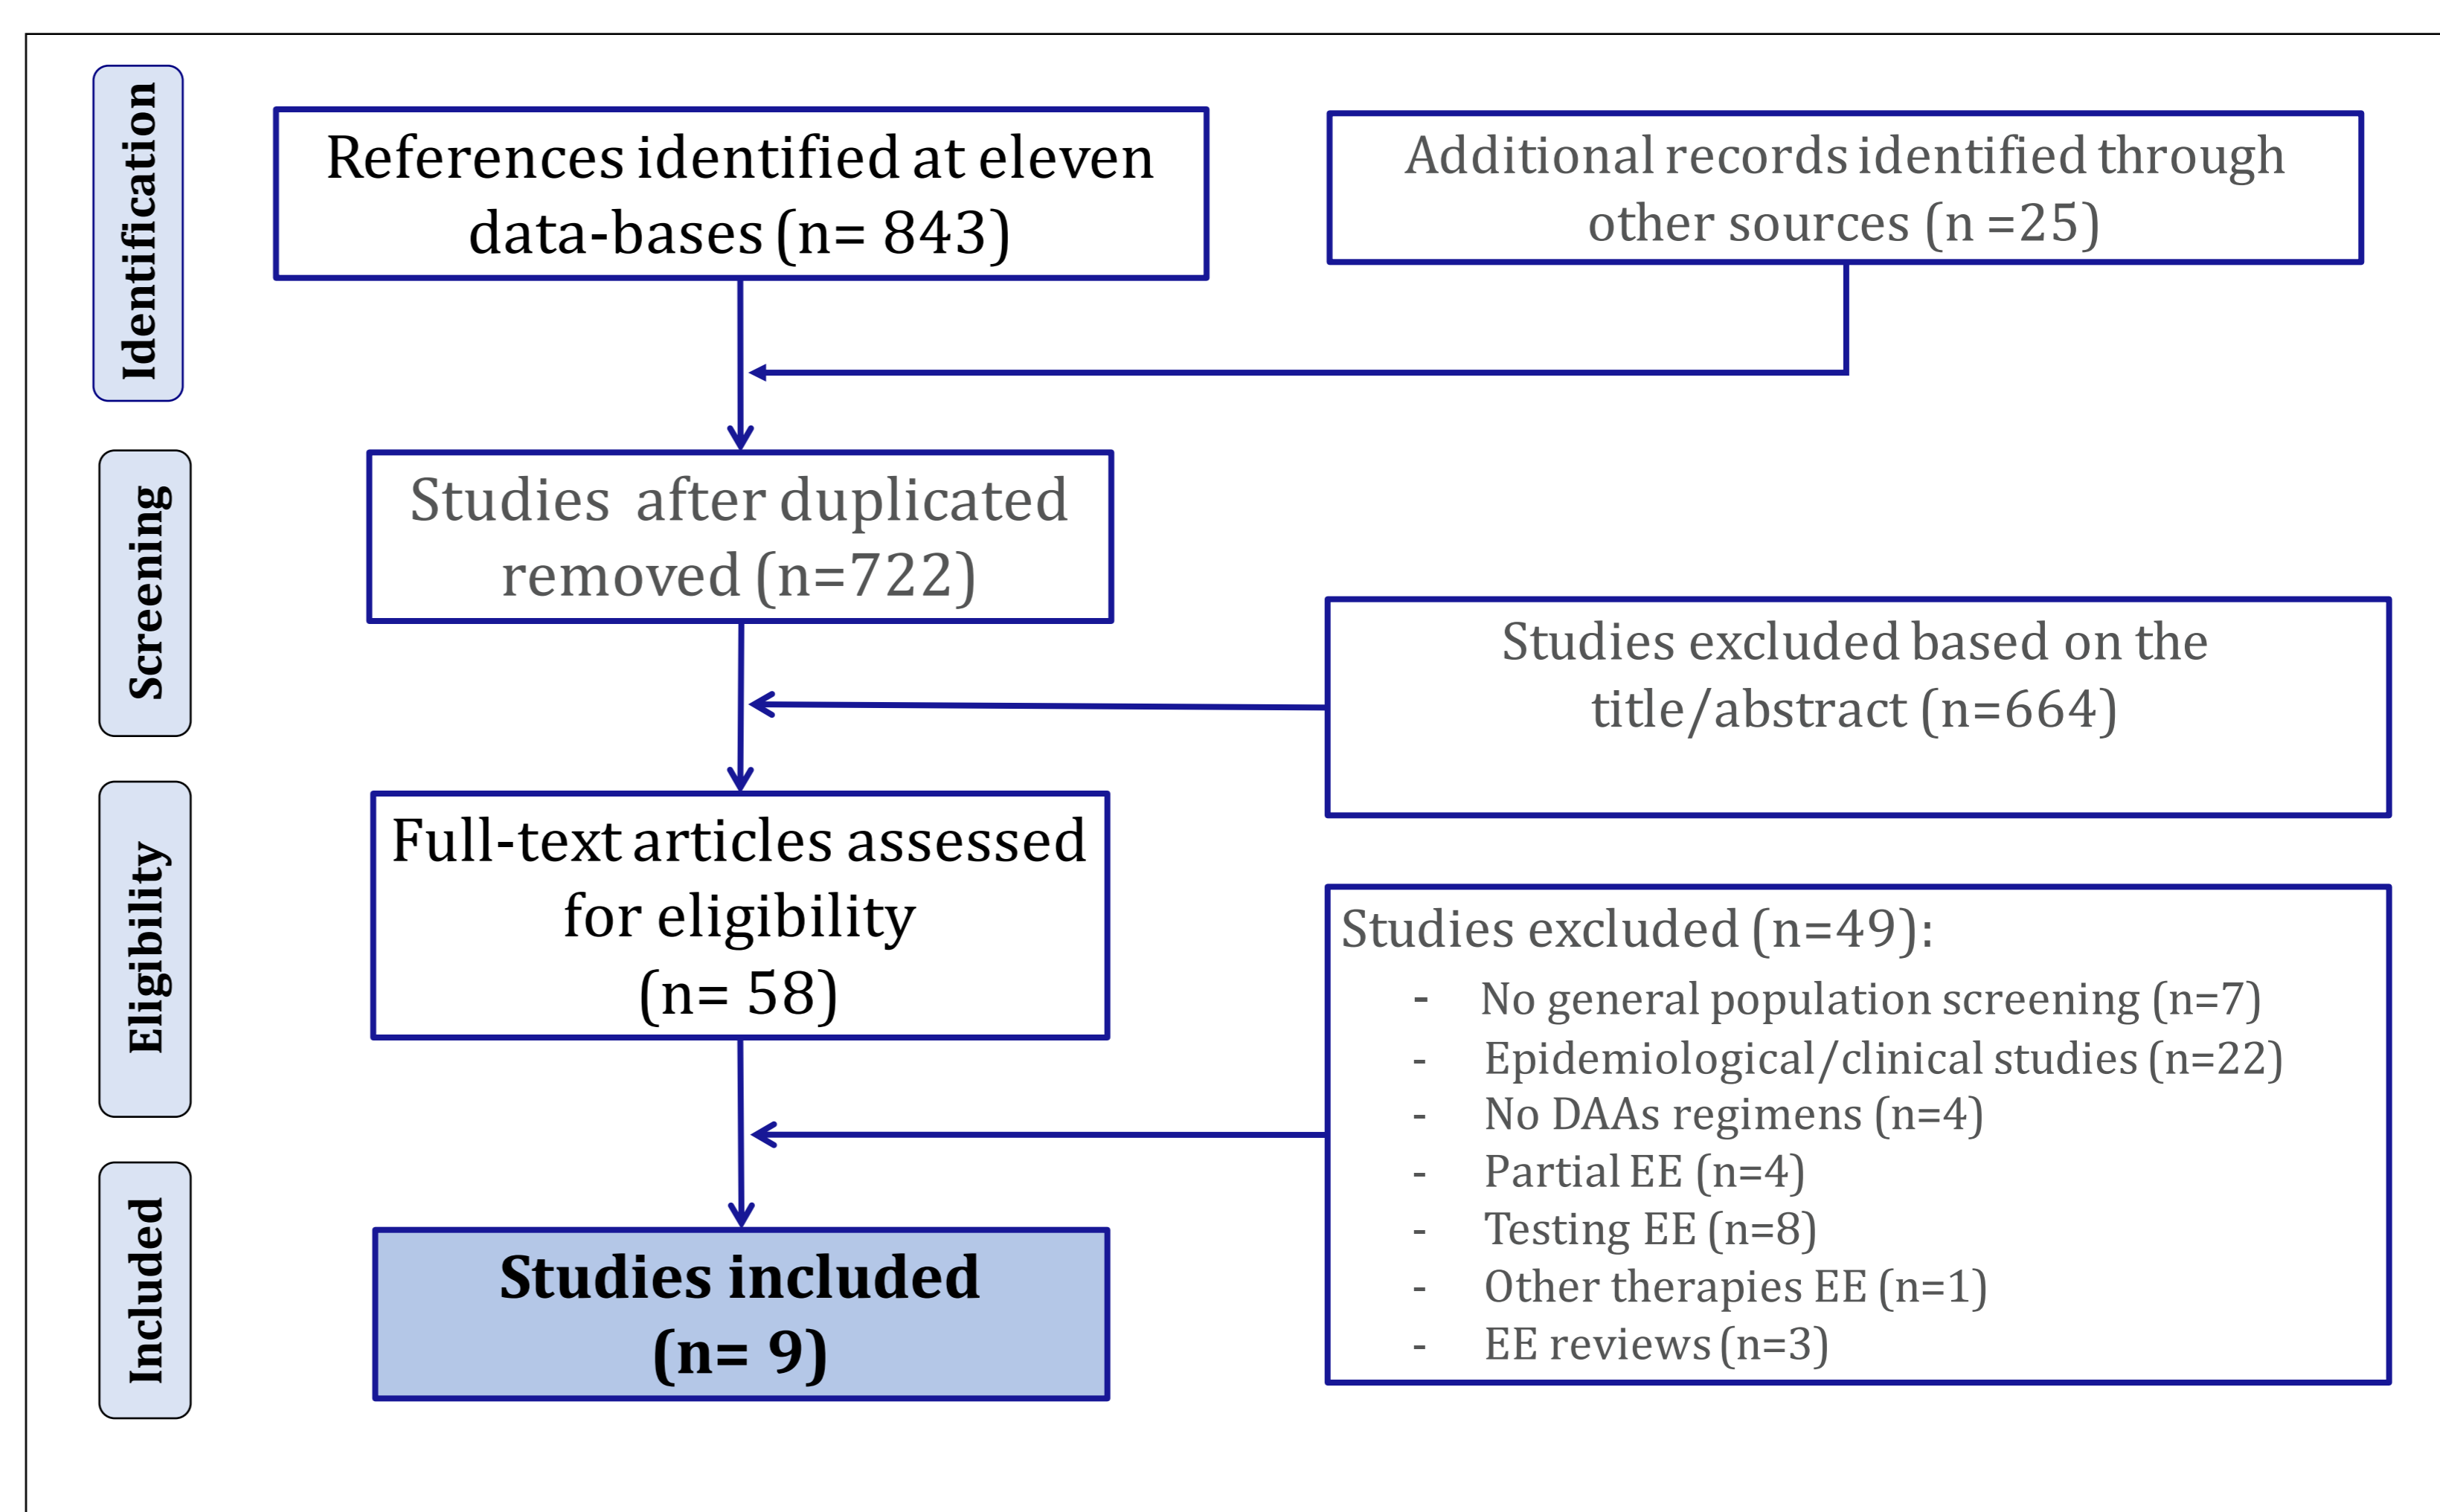 Identification
References identified at eleven
data-bases (n= 843)
Additional records identified through
other sources (n =25)
Screening
Studies after duplicated
removed (n=722)
Studies excluded based on the
title/abstract (n=664)
Eligibility
Full-text articles assessed
for eligibility
(n= 58)
Studies excluded (n=49):
- No general population screening (n=7)
- Epidemiological/clinical studies (n=22)
- No DAAs regimens (n=4)
- Partial EE (n=4)
- Testing EE (n=8)
- Other therapies EE (n=1)
- EE reviews (n=3)
Included
Studies included
(n= 9)